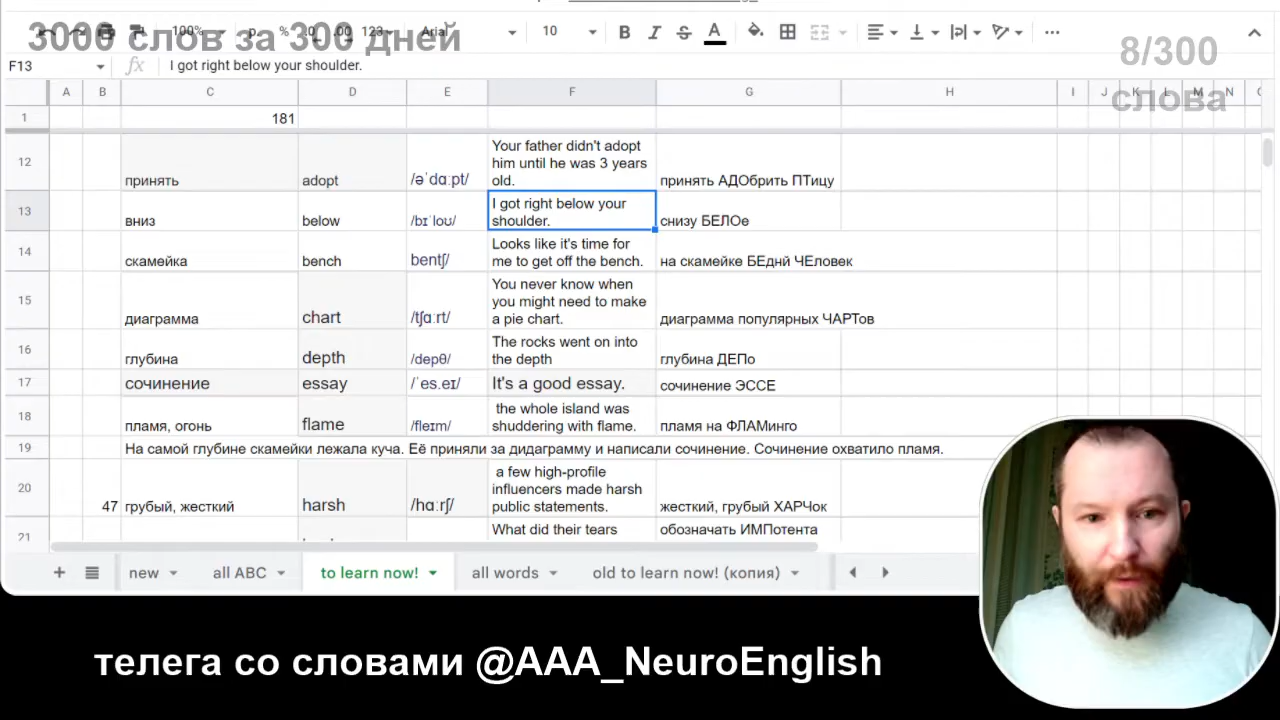 3000 слов за 300 дней
8/300
слова
100%
% .0 .00 123
Arial
10
F13
fx
I got right below your shoulder.
A B C D E F G H I J K L M N
1 181
12 принять adopt /əˈdɑːpt/ Your father didn't adopt
him until he was 3 years
old. принять АДОбрить ПТицу
13 вниз below /bɪˈloʊ/ I got right below your
shoulder. снизу БЕЛОе
14 скамейка bench bentʃ/ Looks like it's time for
me to get off the bench. на скамейке БЕднй ЧЕловек
15 диаграмма chart /tʃɑːrt/ You never know when
you might need to make
a pie chart. диаграмма популярных ЧАРТов
16 глубина depth /depθ/ The rocks went on into
the depth глубина ДЕПо
17 сочинение essay /ˈes.eɪ/ It's a good essay. сочинение ЭССЕ
18 пламя, огонь flame /fleɪm/ the whole island was
shuddering with flame. пламя на ФЛАМинго
19 На самой глубине скамейки лежала куча. Её приняли за дидаграмму и написали сочинение. Сочинение охватило пламя.
20 47 грубый, жесткий harsh /hɑːrʃ/ a few high-profile
influencers made harsh
public statements. жесткий, грубый ХАРЧок
21 What did their tears обозначать ИМПотента
+ new all ABC to learn now! all words old to learn now! (копия)
телега со словами @AAA_NeuroEnglish